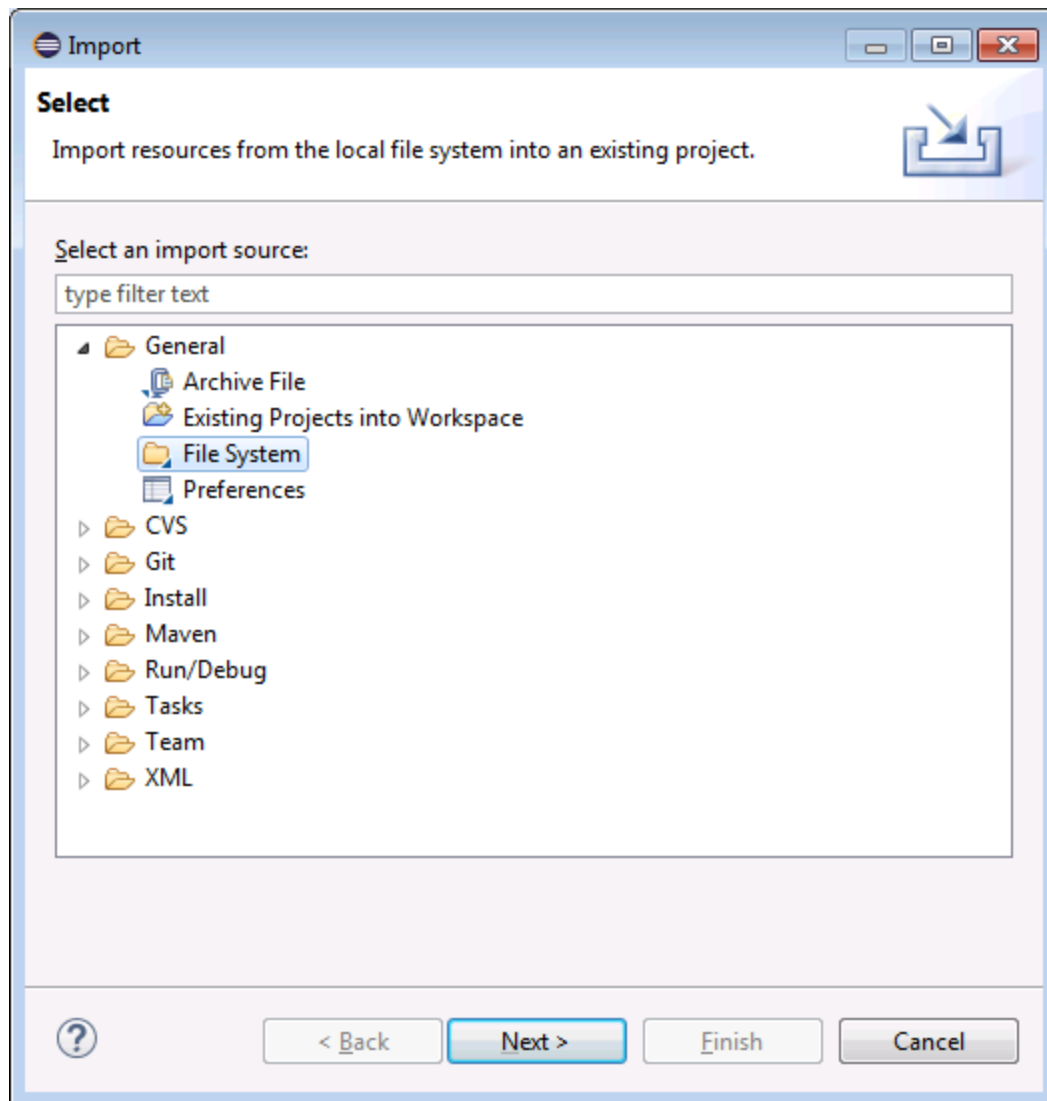 Import
Select
Import resources from the local file system into an existing project.
Select an import source:
type filter text
General
Archive File
Existing Projects into Workspace
File System
Preferences
CVS
Git
Install
Maven
Run/Debug
Tasks
Team
XML
? < Back Next > Finish Cancel